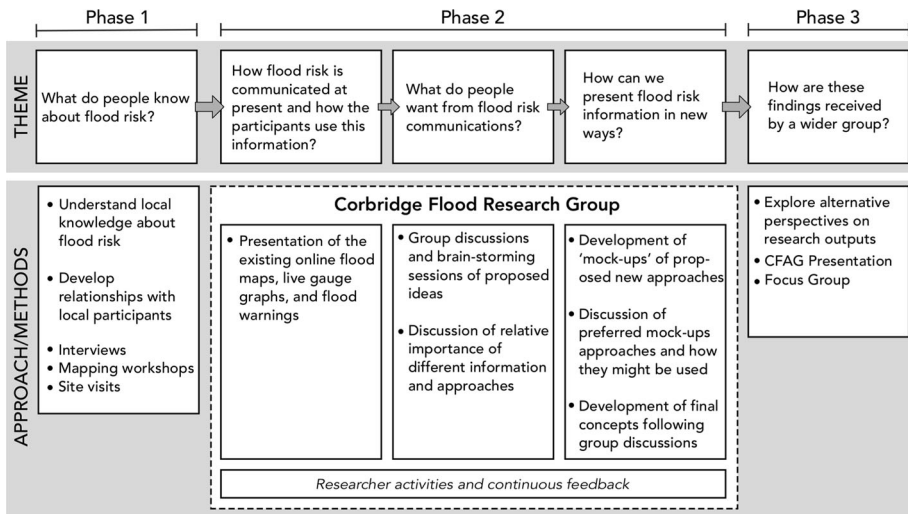 Phase 1
Phase 2
Phase 3
THEME
What do people know
about flood risk?
How flood risk is
communicated at
present and how the
participants use this
information?
What do people
want from flood risk
communications?
How can we
present flood risk
information in new
ways?
How are these
findings received
by a wider group?
APPROACH/METHODS
• Understand local
knowledge about
flood risk
• Develop
relationships with
local participants
• Interviews
• Mapping workshops
• Site visits
Corbridge Flood Research Group
• Presentation of the
existing online flood
maps, live gauge
graphs, and flood
warnings
• Group discussions
and brain-storming
sessions of proposed
ideas
• Discussion of relative
importance of
different information
and approaches
• Development of
‘mock-ups’ of prop-
osed new approaches
• Discussion of
preferred mock-ups
approaches and how
they might be used
• Development of final
concepts following
group discussions
Researcher activities and continuous feedback
• Explore alternative
perspectives on
research outputs
• CFAG Presentation
• Focus Group